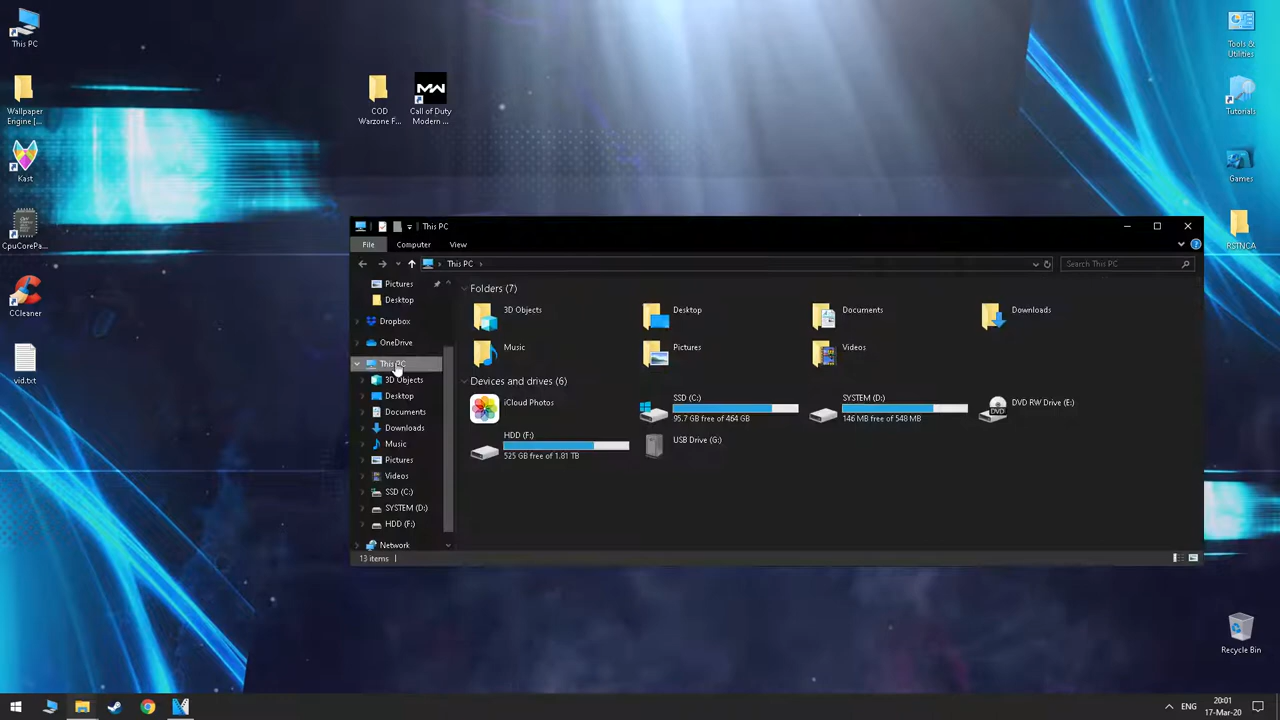 This PC
Wallpaper
Engine [...
Kast
CpuCorePa...
CCleaner
vid.txt
COD
Warzone F...
MW
Call of Duty
Modern ...
Tools &
Utilities
Tutorials
Games
RSTNCA
Recycle Bin
This PC
File
Computer
View
This PC
Search This PC
Pictures
Desktop
Dropbox
OneDrive
This PC
3D Objects
Desktop
Documents
Downloads
Music
Pictures
Videos
SSD (C:)
SYSTEM (D:)
HDD (F:)
Network
Folders (7)
3D Objects
Desktop
Documents
Downloads
Music
Pictures
Videos
Devices and drives (6)
iCloud Photos
SSD (C:)
95.7 GB free of 464 GB
SYSTEM (D:)
146 MB free of 548 MB
DVD
DVD RW Drive (E:)
HDD (F:)
525 GB free of 1.81 TB
USB Drive (G:)
13 items
ENG
20:01
17-Mar-20